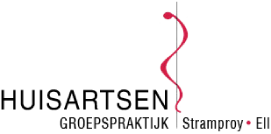 HUISARTSEN
GROEPSPRAKTIJK Stramproy • Ell